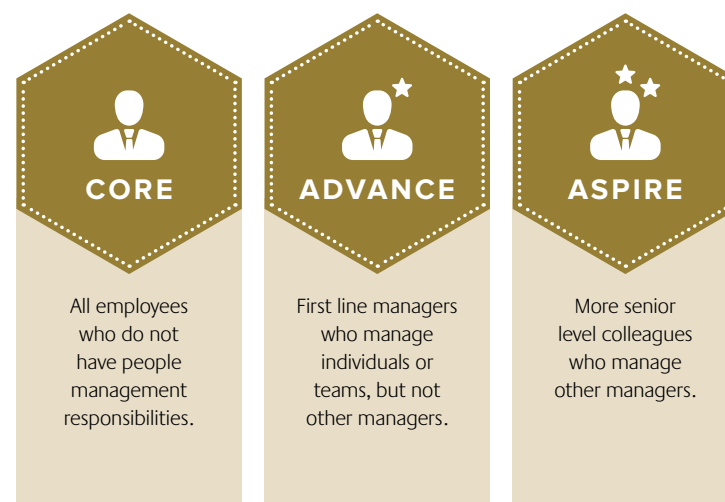 CORE
All employees
who do not
have people
management
responsibilities.
ADVANCE
First line managers
who manage
individuals or
teams, but not
other managers.
ASPIRE
More senior
level colleagues
who manage
other managers.